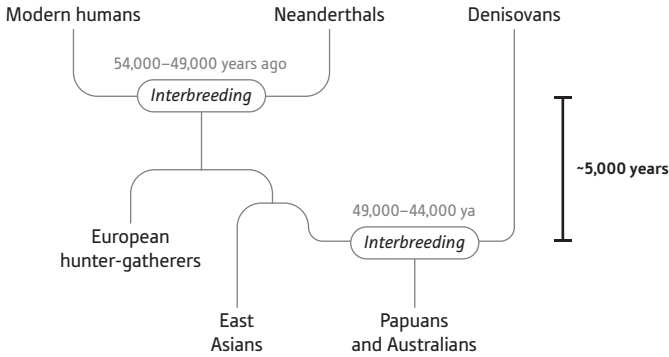 Modern humans
Neanderthals
Denisovans
54,000–49,000 years ago
Interbreeding
~5,000 years
49,000–44,000 ya
Interbreeding
European
hunter-gatherers
East
Asians
Papuans
and Australians